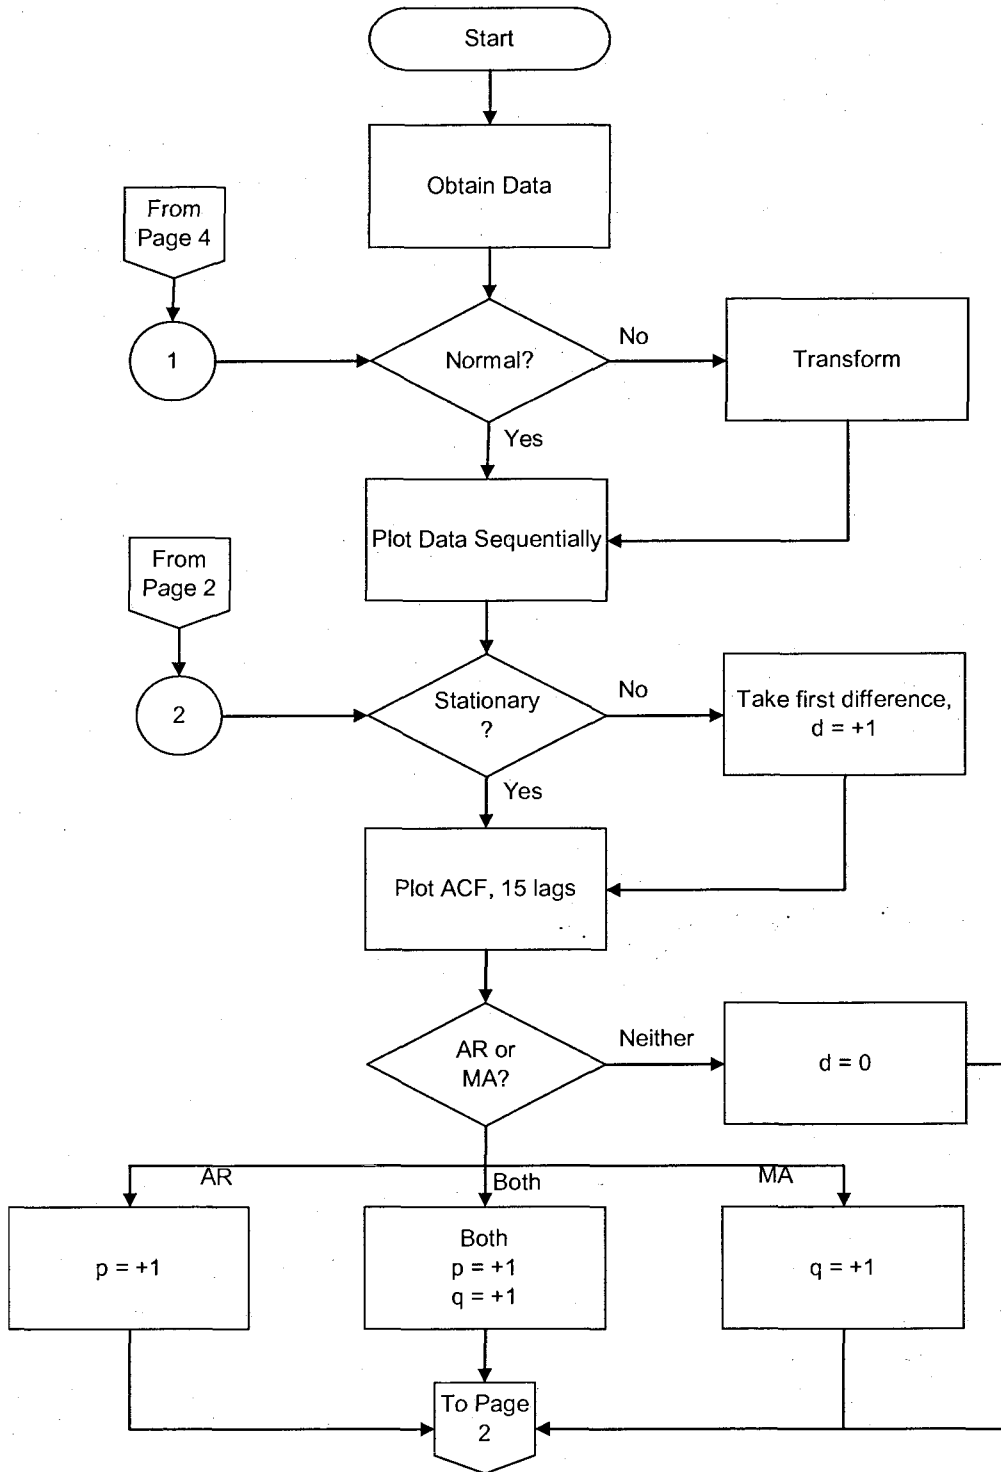 Start
Obtain Data
From
Page 4
1
Normal?
No
Transform
Yes
Plot Data Sequentially
From
Page 2
2
Stationary
?
No
Take first difference,
d = +1
Yes
Plot ACF, 15 lags
AR or
MA?
Neither
d = 0
AR
Both
MA
p = +1
Both
p = +1
q = +1
q = +1
To Page
2